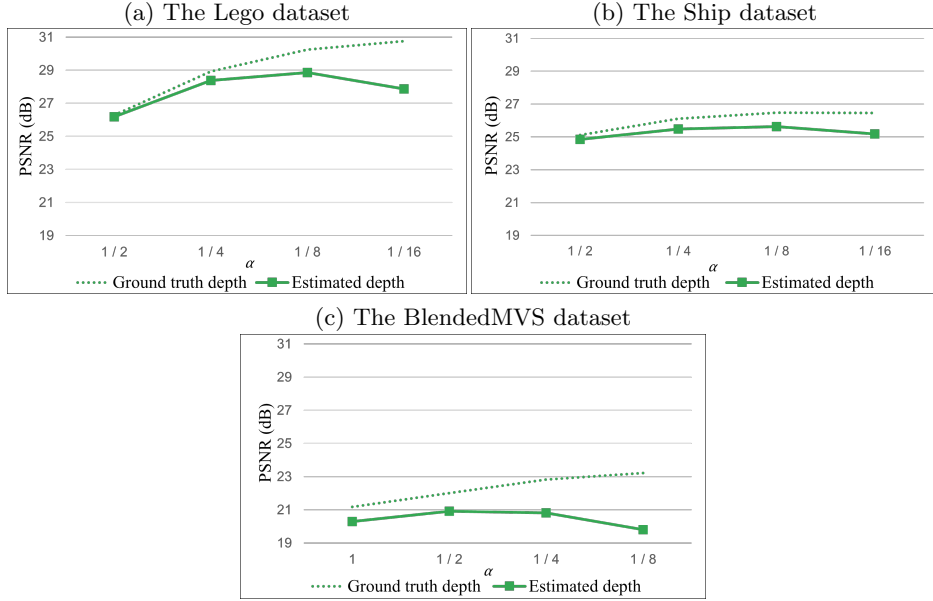 (a) The Lego dataset
31
29
27
25
23
21
19
PSNR (dB)
1 / 2 1 / 4 1 / 8 1 / 16
α
Ground truth depth Estimated depth
(b) The Ship dataset
31
29
27
25
23
21
19
PSNR (dB)
1 / 2 1 / 4 1 / 8 1 / 16
α
Ground truth depth Estimated depth
(c) The BlendedMVS dataset
31
29
27
25
23
21
19
PSNR (dB)
1 1 / 2 1 / 4 1 / 8
α
Ground truth depth Estimated depth